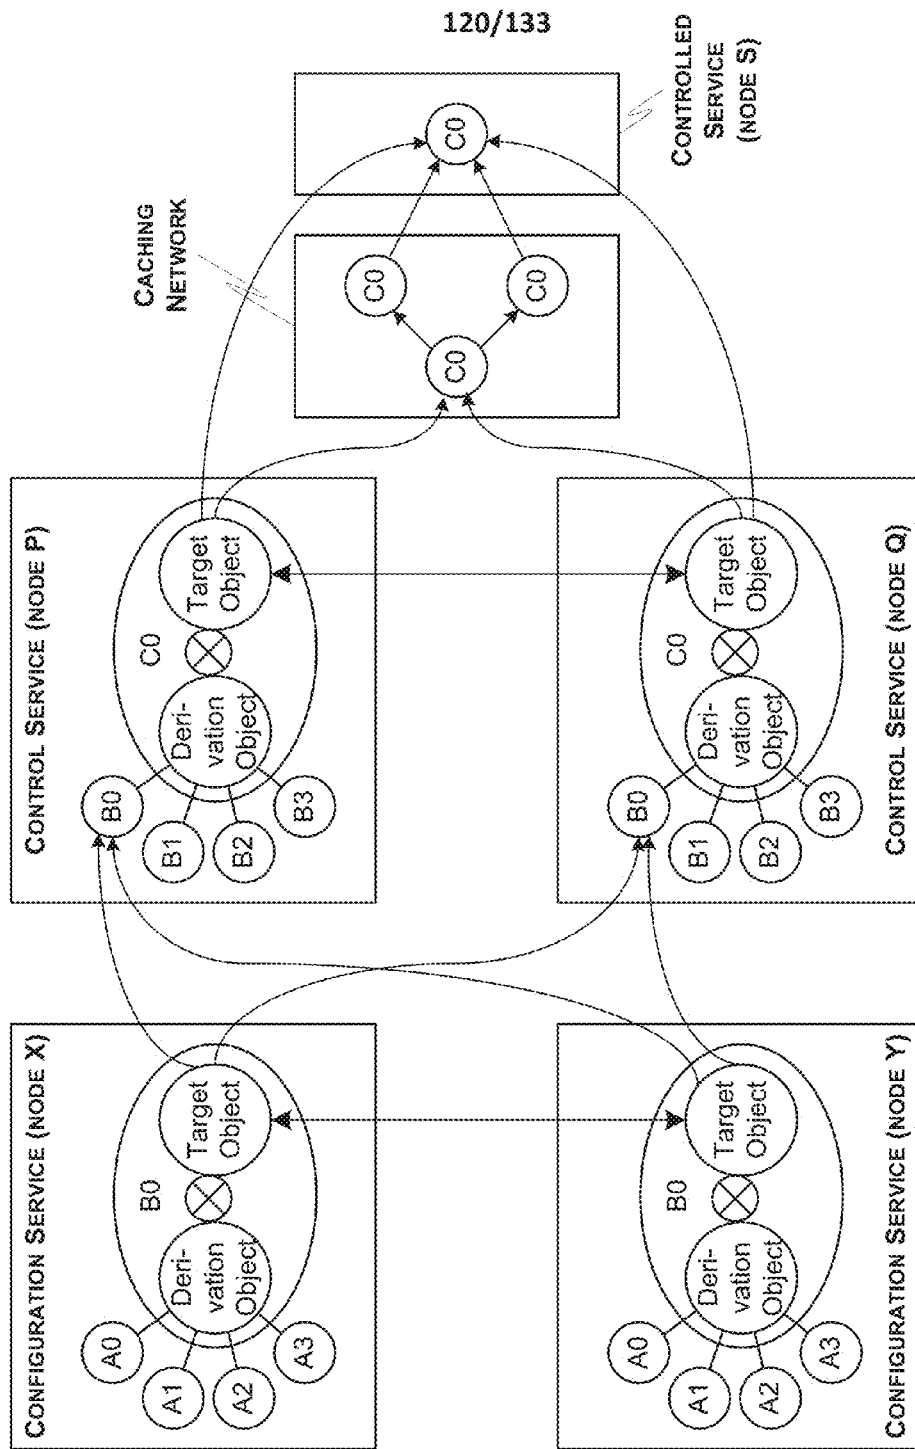 120/133
CONFIGURATION SERVICE (NODE X)
A0
A1
A2
A3
Deri-
vation
Object
B0
Target
Object
CONTROL SERVICE (NODE P)
B0
B1
B2
B3
Deri-
vation
Object
C0
Target
Object
CACHING
NETWORK
C0
C0
C0
C0
CONTROLLED
SERVICE
(NODE S)
CONFIGURATION SERVICE (NODE Y)
A0
A1
A2
A3
Deri-
vation
Object
B0
Target
Object
CONTROL SERVICE (NODE Q)
B0
B1
B2
B3
Deri-
vation
Object
C0
Target
Object